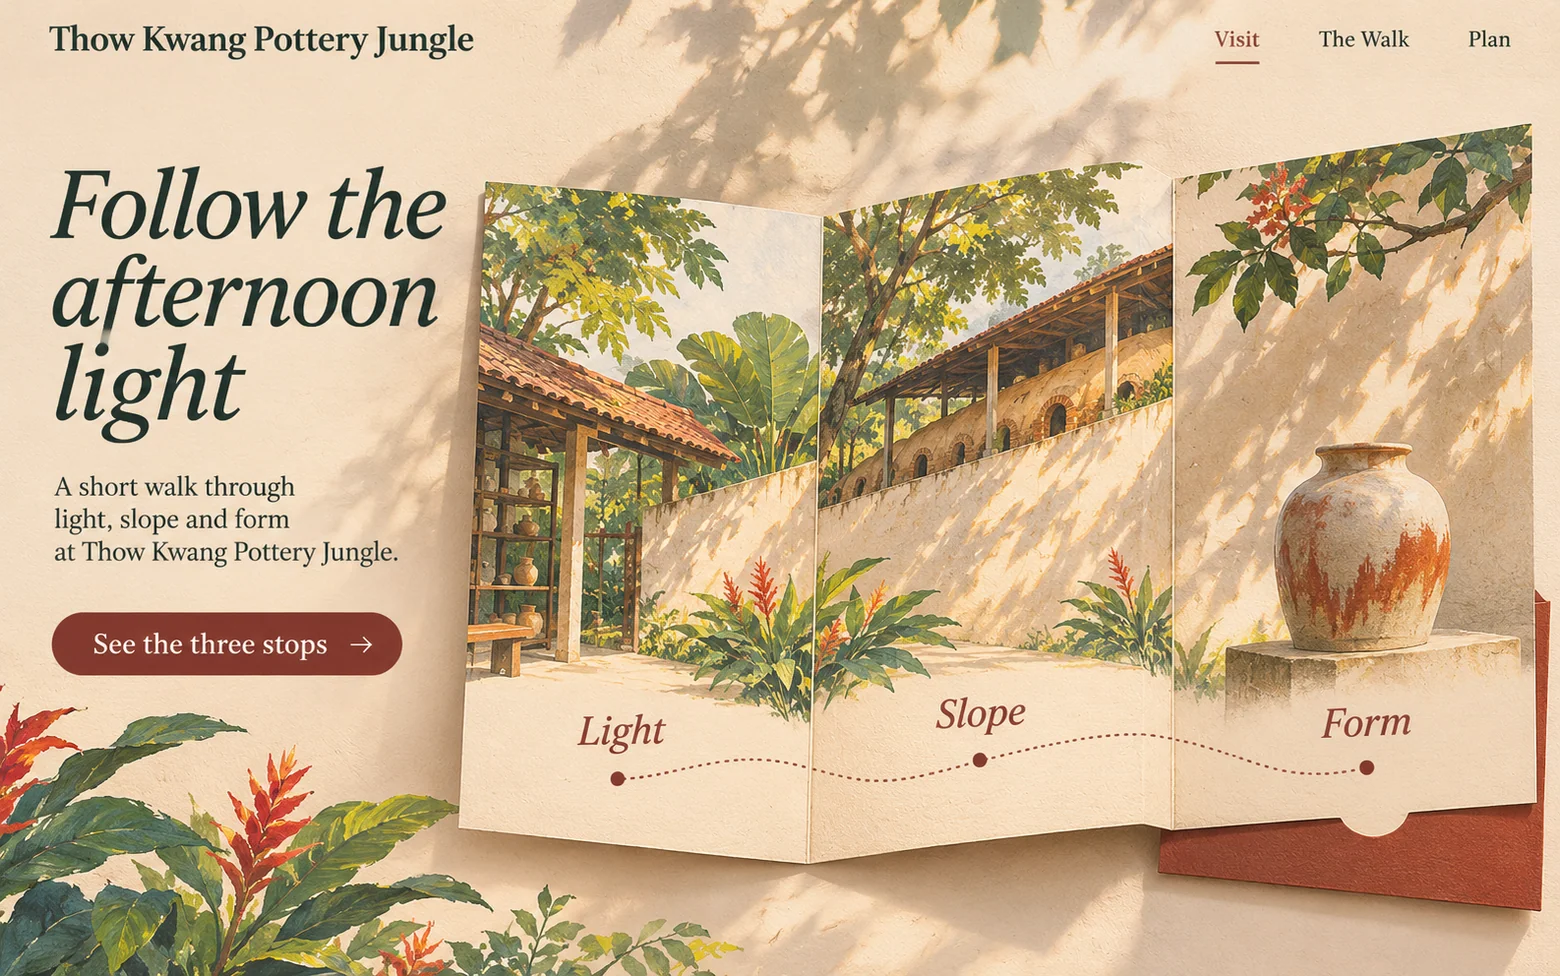 Thow Kwang Pottery Jungle
Visit
The Walk
Plan
Follow the
afternoon
light
A short walk through
light, slope and form
at Thow Kwang Pottery Jungle.
See the three stops →
Light
Slope
Form